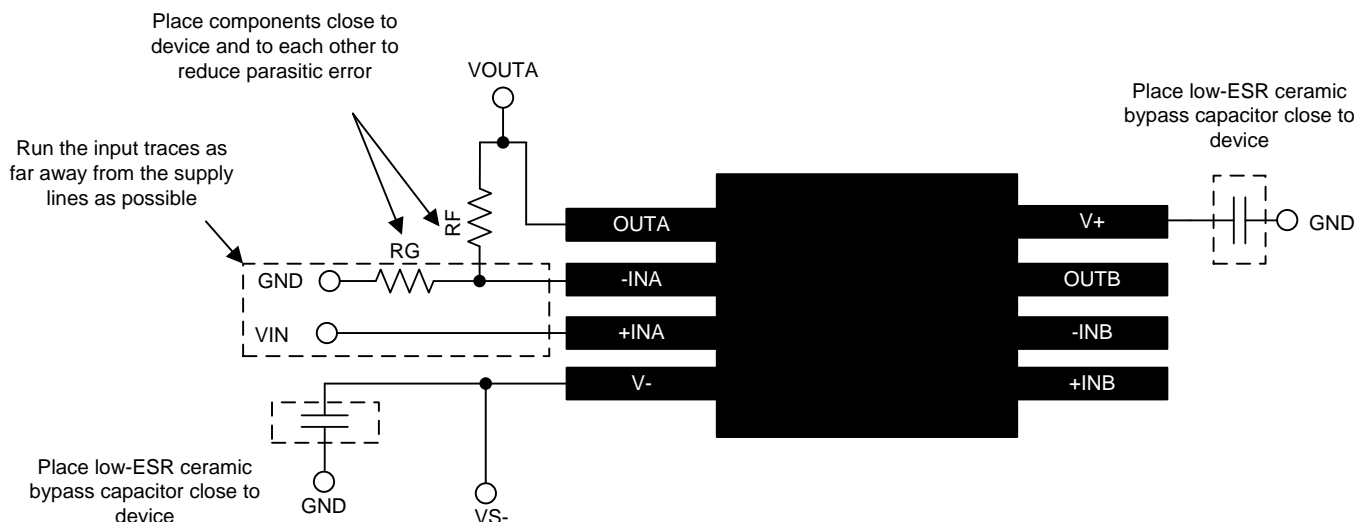 Place components close to
device and to each other to
reduce parasitic error
VOUTA
Place low-ESR ceramic
bypass capacitor close to
device
Run the input traces as
far away from the supply
lines as possible
RF
OUTA
V+
GND
RG
GND
-INA
OUTB
VIN
+INA
-INB
V-
+INB
Place low-ESR ceramic
bypass capacitor close to
device
GND
VS-